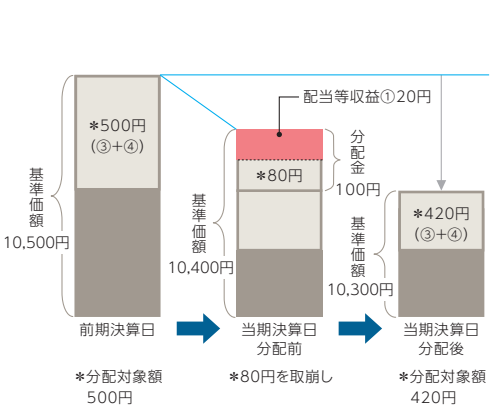 配当等収益①20円
*500円
(③+④)
基準価額
10,500円
*80円
分配金
100円
基準価額
10,400円
*420円
(③+④)
基準価額
10,300円
前期決算日
当期決算日
分配前
当期決算日
分配後
*分配対象額
500円
*80円を取崩し
*分配対象額
420円